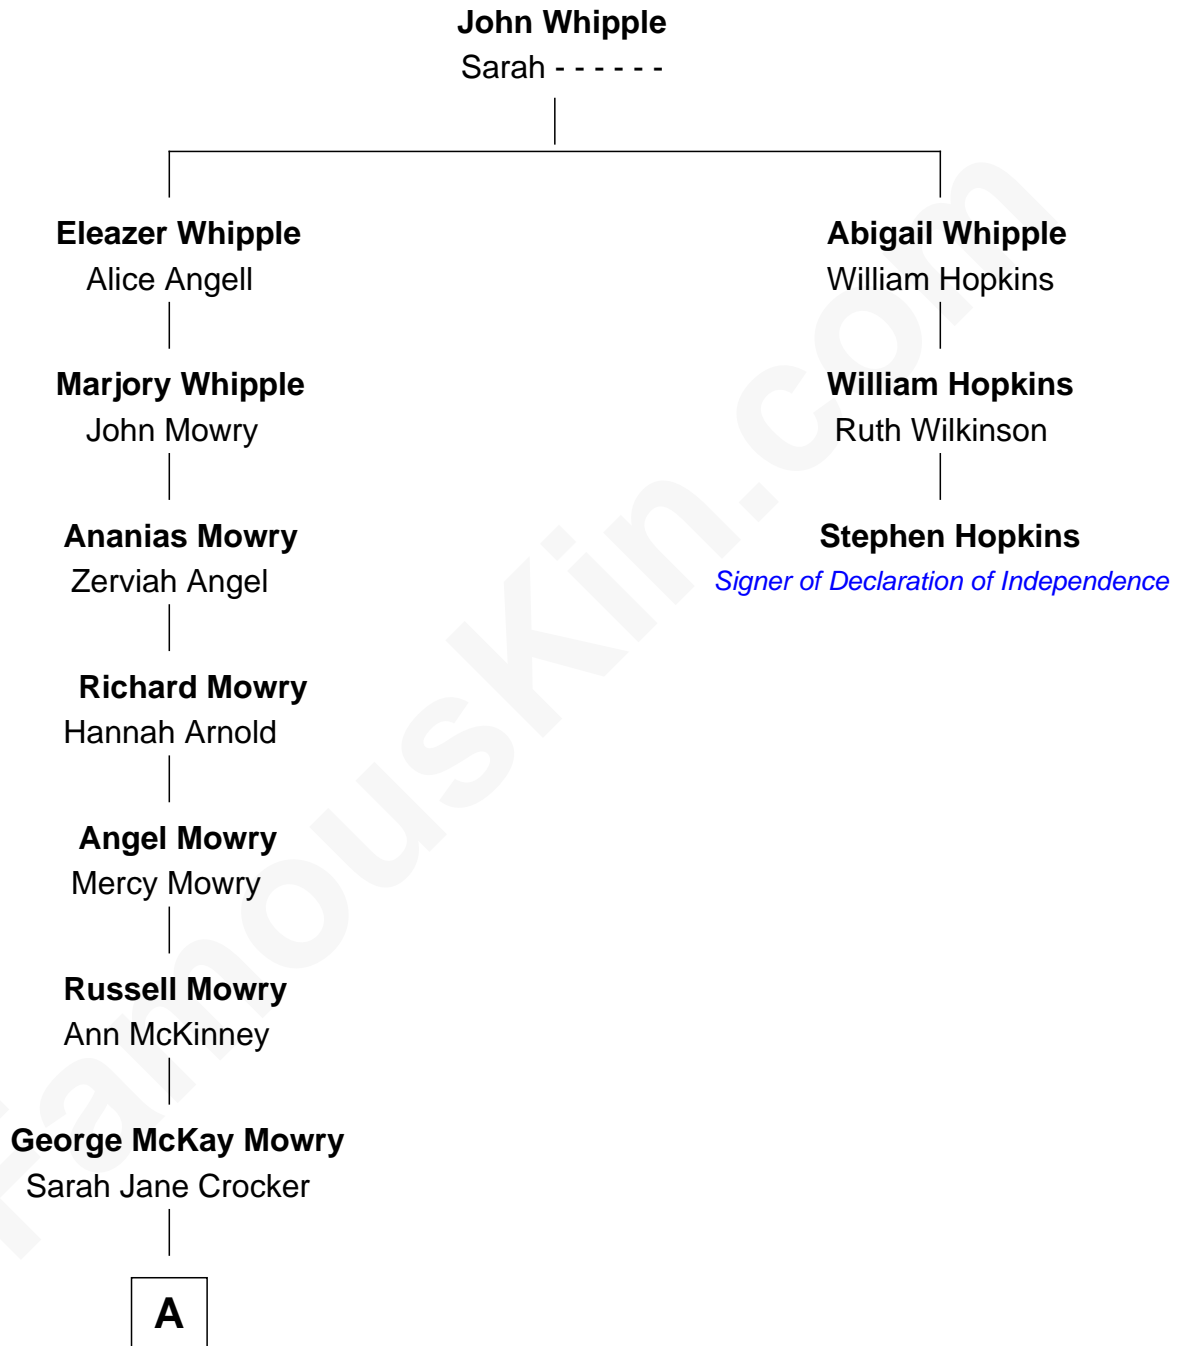 John Whipple
Sarah - - - - - -
Eleazer Whipple
Alice Angell
Abigail Whipple
William Hopkins
Marjory Whipple
John Mowry
William Hopkins
Ruth Wilkinson
Ananias Mowry
Zerviah Angel
Stephen Hopkins
Signer of Declaration of Independence
Richard Mowry
Hannah Arnold
Angel Mowry
Mercy Mowry
Russell Mowry
Ann McKinney
George McKay Mowry
Sarah Jane Crocker
A
FamousKin.com